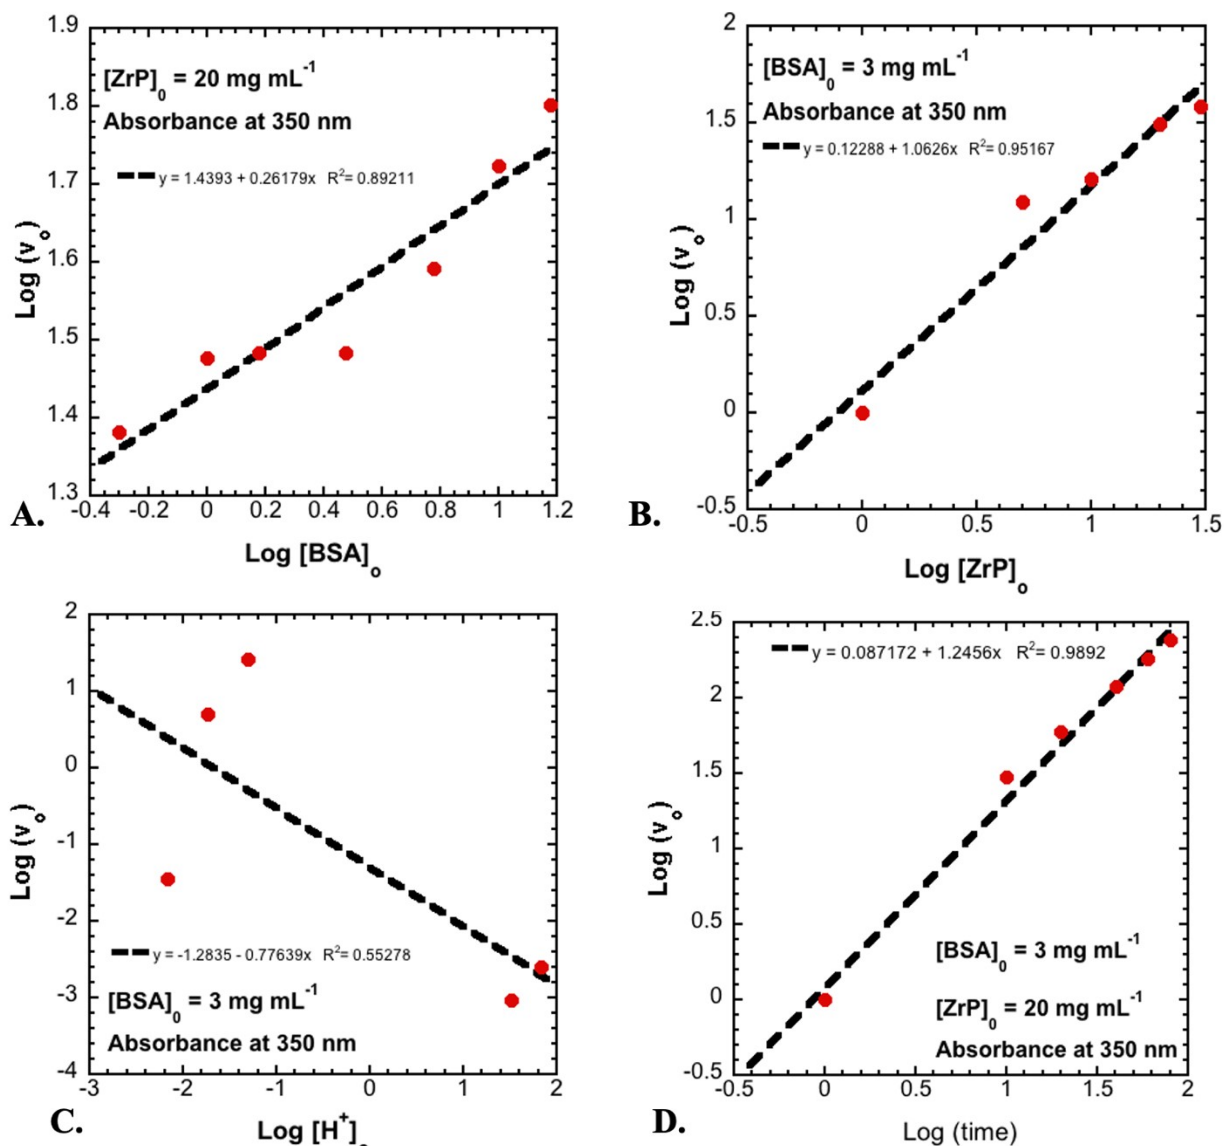 1.9
[ZrP]₀ = 20 mg mL⁻¹
1.8
Absorbance at 350 nm
y = 1.4393 + 0.26179x R²= 0.89211
1.7
Log (vₒ)
1.6
1.5
1.4
1.3
-0.4 -0.2 0 0.2 0.4 0.6 0.8 1 1.2
A.
Log [BSA]ₒ
2
[BSA]₀ = 3 mg mL⁻¹
Absorbance at 350 nm
1.5
y = 0.12288 + 1.0626x R²= 0.95167
Log (vₒ)
1
0.5
0
-0.5
-0.5 0 0.5 1 1.5
B.
Log [ZrP]ₒ
2
1
0
Log (vₒ)
-1
-2
y = -1.2835 - 0.77639x R²= 0.55278
-3
[BSA]₀ = 3 mg mL⁻¹
Absorbance at 350 nm
-4
-3 -2 -1 0 1 2
C.
Log [H⁺]ₒ
2.5
y = 0.087172 + 1.2456x R²= 0.9892
2
1.5
Log (vₒ)
1
0.5
[BSA]₀ = 3 mg mL⁻¹
0
[ZrP]₀ = 20 mg mL⁻¹
Absorbance at 350 nm
-0.5
-0.5 0 0.5 1 1.5 2
D.
Log (time)